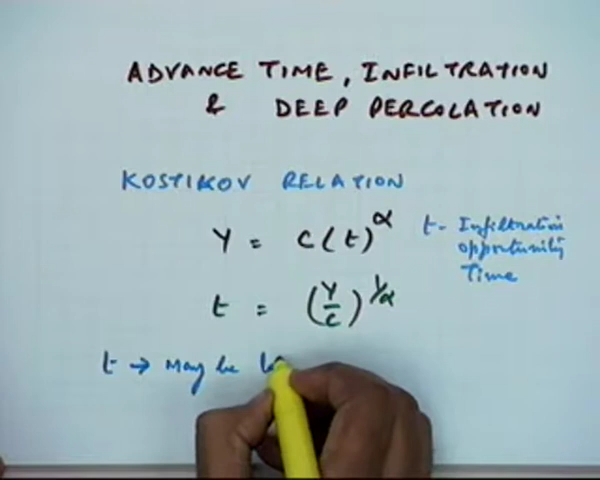 ADVANCE TIME, INFILTRATION
& DEEP PERCOLATION
KOSTIKOV RELATION
Y = C(t)^α
t - Infiltration
opportunity
Time
t = (Y/C)^1/α
t → May be